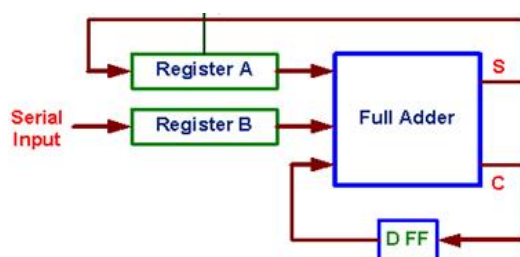 Register A
S
Full Adder
Serial
Input
Register B
C
D FF